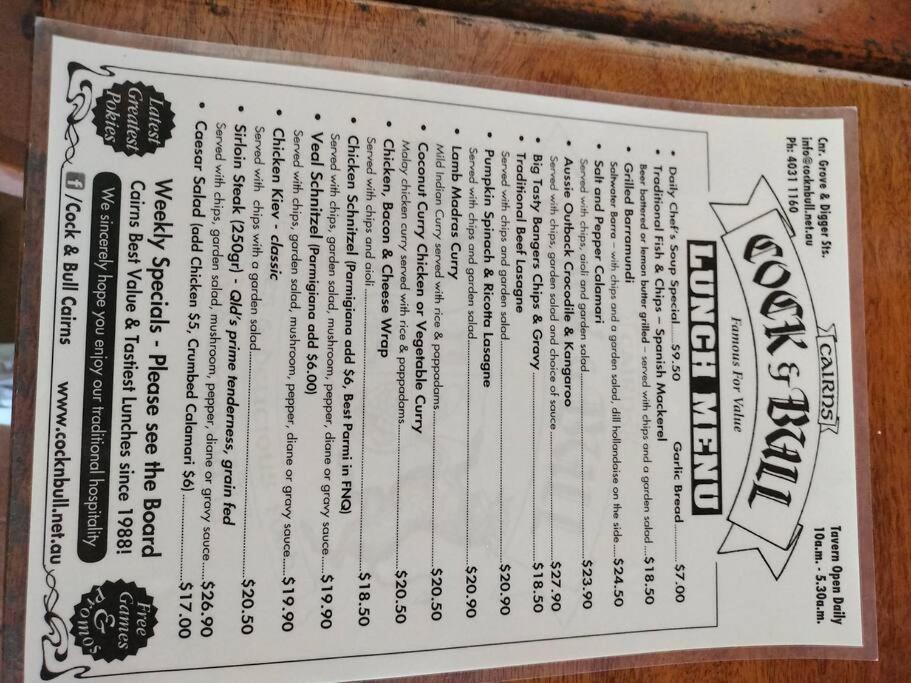 Cnr. Grove & Digger Sts.
info@cocknbull.net.au
Ph: 4031 1160
Tavern Open Daily
10a.m. - 5.30a.m.
CAIRNS
COCK & BULL
Famous For Value
LUNCH MENU
• Daily Chef's Soup Special.....$9.50 Garlic Bread........$7.00
• Traditional Fish & Chips – Spanish Mackerel
Beer battered or lemon butter grilled – served with chips and a garden salad....$18.50
• Grilled Barramundi
Saltwater Barra – with chips and a garden salad, dill hollandaise on the side....$24.50
• Salt and Pepper Calamari
Served with chips, aioli and garden salad........$23.90
• Aussie Outback Crocodile & Kangaroo
Served with chips, garden salad and choice of sauce........$27.90
• Big Tasty Bangers Chips & Gravy........$18.50
• Traditional Beef Lasagne
Served with chips and garden salad........$20.90
• Pumpkin Spinach & Ricotta Lasagne
Served with chips and garden salad........$20.90
• Lamb Madras Curry
Mild Indian Curry served with rice & pappadams........$20.50
• Coconut Curry Chicken or Vegetable Curry
Malay chicken curry served with rice & pappadams........$20.50
• Chicken, Bacon & Cheese Wrap
Served with chips and aioli........$18.50
• Chicken Schnitzel (Parmigiana add $6, Best Parmi in FNQ)
Served with chips, garden salad, mushroom, pepper, diane or gravy sauce....$19.90
• Veal Schnitzel (Parmigiana add $6.00)
Served with chips, garden salad, mushroom, pepper, diane or gravy sauce....$19.90
• Chicken Kiev - classic
Served with chips with a garden salad........$20.50
• Sirloin Steak (250gr) - Qld's prime tenderness, grain fed
Served with chips, garden salad, mushroom, pepper, diane or gravy sauce....$26.90
• Caesar Salad (add Chicken $5, Crumbed Calamari $6)........$17.00
Latest
Greatest
Pokies
Weekly Specials - Please see the Board
Cairns Best Value & Tastiest Lunches since 1988!
We sincerely hope you enjoy our traditional hospitality
f /Cock & Bull Cairns www.cocknbull.net.au
Free
Games
&
Promos